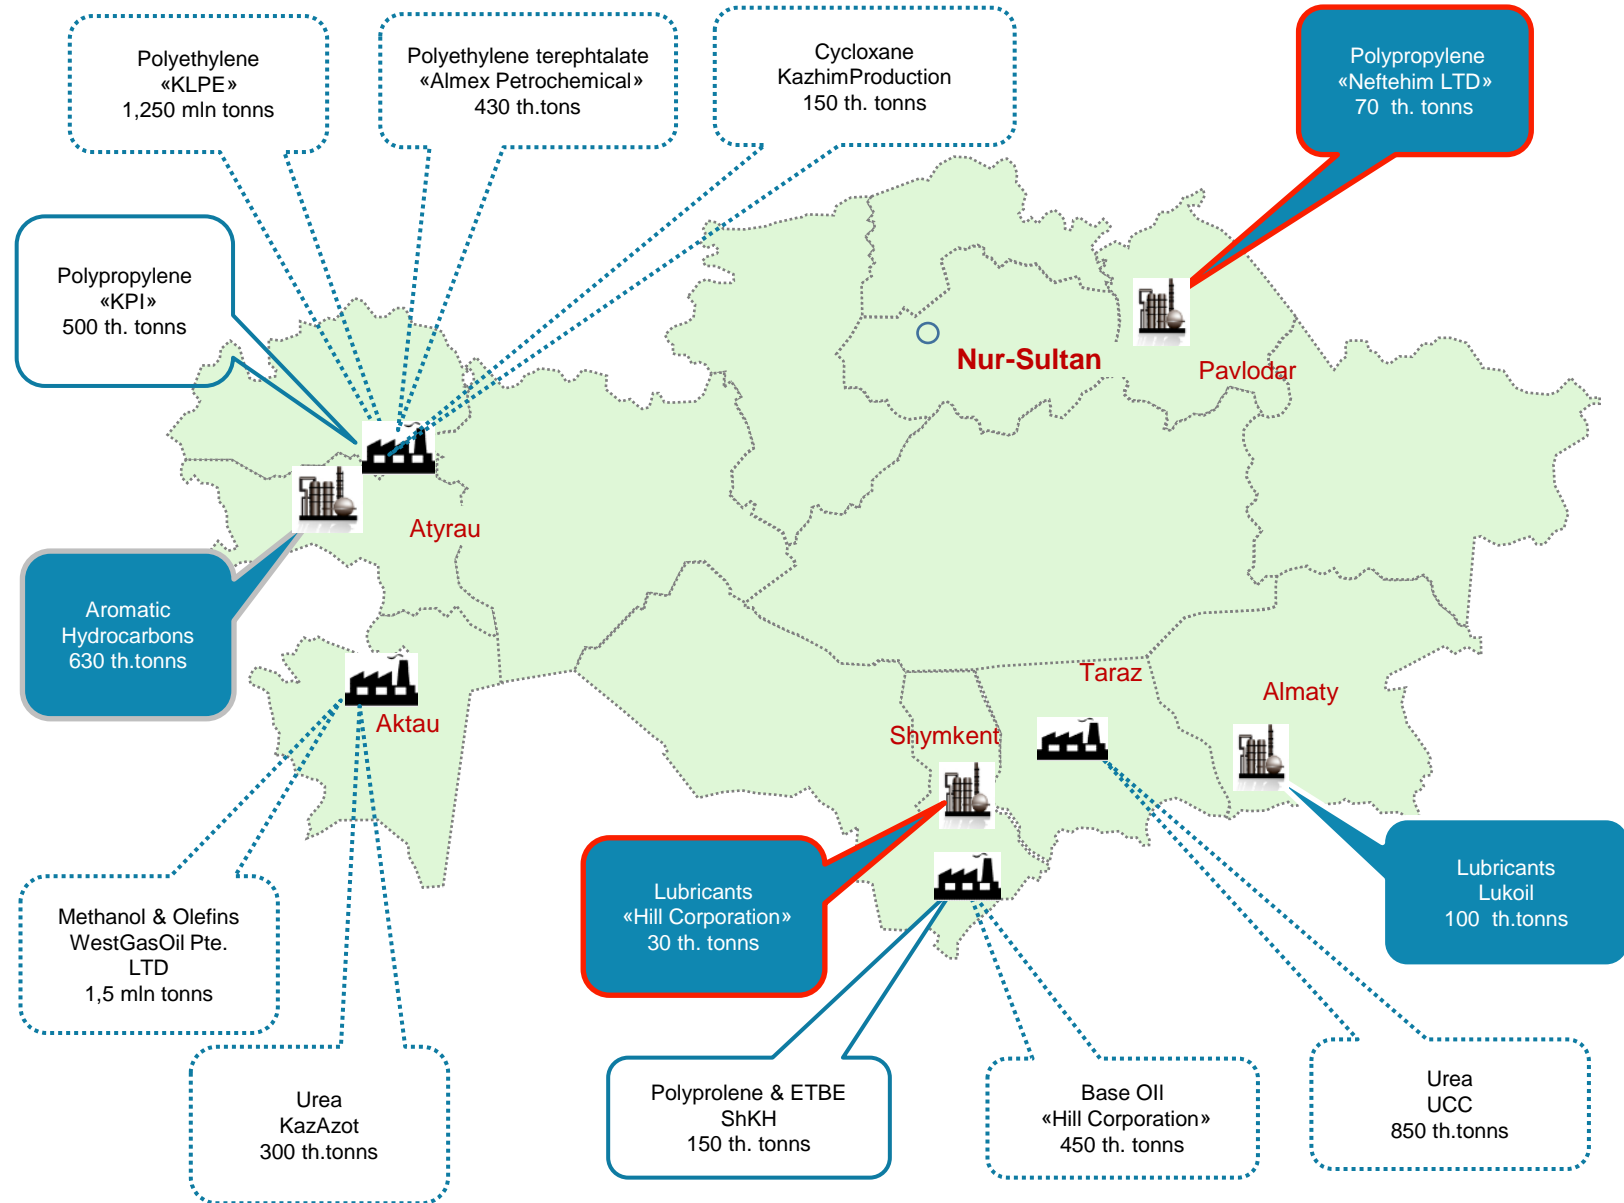 Polyethylene
«KLPE»
1,250 mln tonns
Polyethylene terephtalate
«Almex Petrochemical»
430 th.tons
Cycloxane
KazhimProduction
150 th. tonns
Polypropylene
«Neftehim LTD»
70 th. tonns
Polypropylene
«KPI»
500 th. tonns
Nur-Sultan
Pavlodar
Atyrau
Aromatic
Hydrocarbons
630 th.tonns
Aktau
Taraz
Almaty
Shymkent
Lubricants
«Hill Corporation»
30 th. tonns
Lubricants
Lukoil
100 th.tonns
Methanol & Olefins
WestGasOil Pte.
LTD
1,5 mln tonns
Urea
KazAzot
300 th.tonns
Polyprolene & ETBE
ShKH
150 th. tonns
Base OIl
«Hill Corporation»
450 th. tonns
Urea
UCC
850 th.tonns